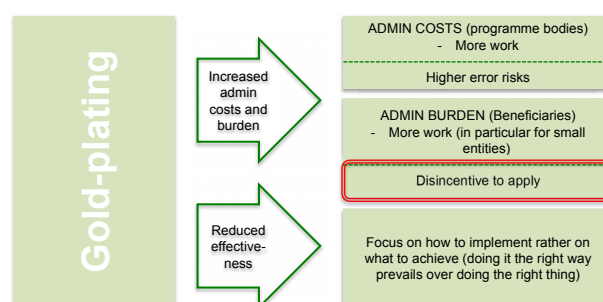 Gold-plating
Increased
admin
costs and
burden
Reduced
effective-
ness
ADMIN COSTS (programme bodies)
- More work
Higher error risks
ADMIN BURDEN (Beneficiaries)
- More work (in particular for small
entities)
Disincentive to apply
Focus on how to implement rather on
what to achieve (doing it the right way
prevails over doing the right thing)